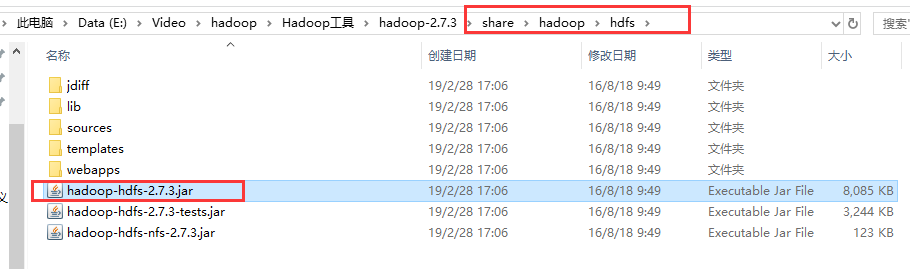 此电脑 > Data (E:) > Video > hadoop > Hadoop工具 > hadoop-2.7.3 > share > hadoop > hdfs > 搜索"
名称 创建日期 修改日期 类型 大小
jdiff 19/2/28 17:06 16/8/18 9:49 文件夹
lib 19/2/28 17:06 16/8/18 9:49 文件夹
sources 19/2/28 17:06 16/8/18 9:49 文件夹
templates 19/2/28 17:06 16/8/18 9:49 文件夹
webapps 19/2/28 17:06 16/8/18 9:49 文件夹
hadoop-hdfs-2.7.3.jar 19/2/28 17:06 16/8/18 9:49 Executable Jar File 8,085 KB
hadoop-hdfs-2.7.3-tests.jar 19/2/28 17:06 16/8/18 9:49 Executable Jar File 3,244 KB
hadoop-hdfs-nfs-2.7.3.jar 19/2/28 17:06 16/8/18 9:49 Executable Jar File 123 KB